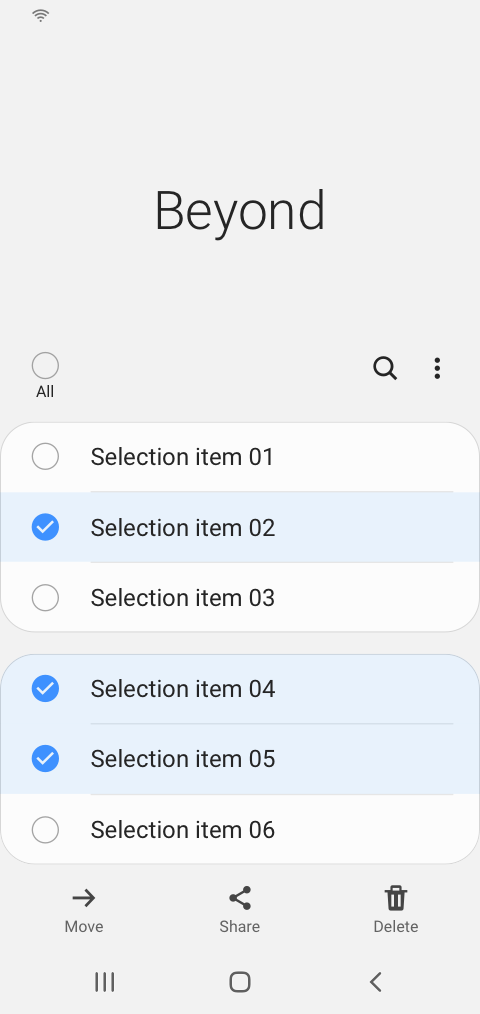 Beyond
All
Selection item 01
Selection item 02
Selection item 03
Selection item 04
Selection item 05
Selection item 06
Move
Share
Delete